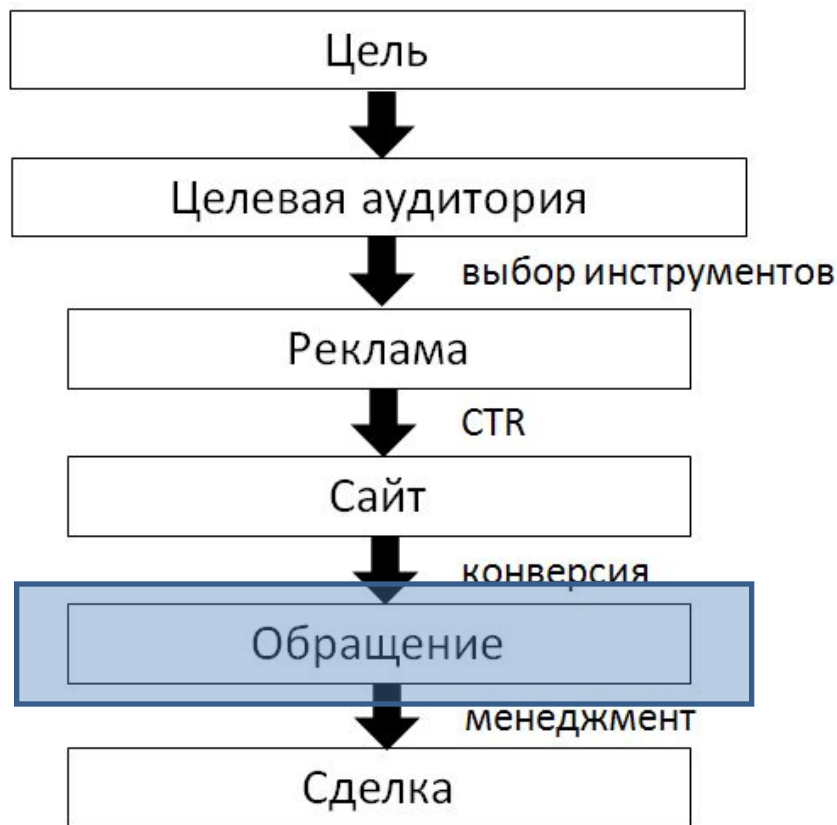 Цель
Целевая аудитория
выбор инструментов
Реклама
CTR
Сайт
конверсия
Обращение
менеджмент
Сделка